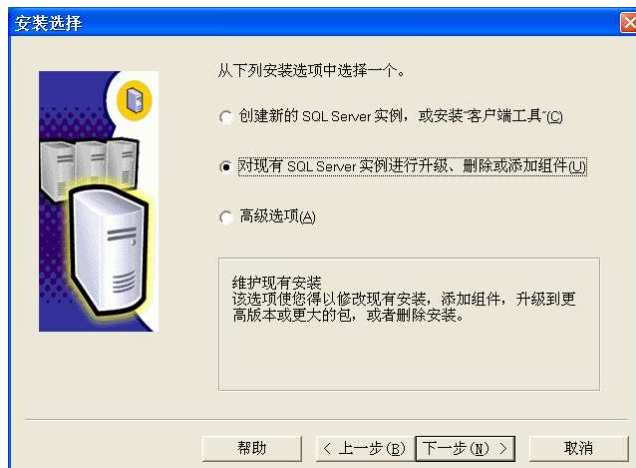 安装选择
从下列安装选项中选择一个。
创建新的 SQL Server 实例，或安装“客户端工具”(C)
对现有 SQL Server 实例进行升级、删除或添加组件(U)
高级选项(A)
维护现有安装
该选项使您得以修改现有安装，添加组件，升级到更
高版本或更大的包，或者删除安装。
帮助
< 上一步(B)
下一步(N) >
取消